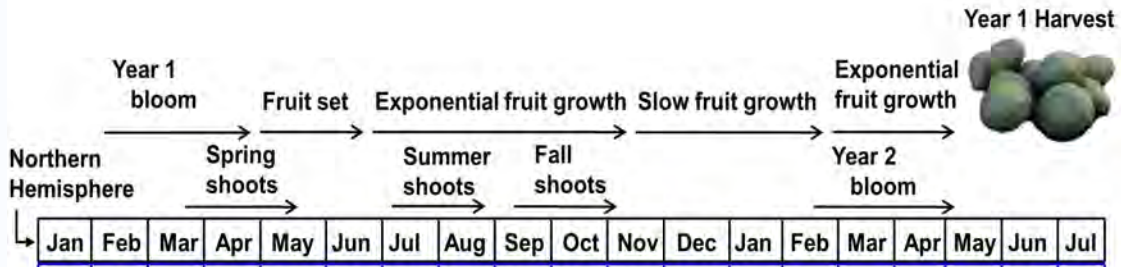 Year 1 Harvest
Year 1
bloom
Fruit set
Exponential fruit growth
Slow fruit growth
Exponential
fruit growth
Northern
Hemisphere
Spring
shoots
Summer
shoots
Fall
shoots
Year 2
bloom
Jan Feb Mar Apr May Jun Jul Aug Sep Oct Nov Dec Jan Feb Mar Apr May Jun Jul